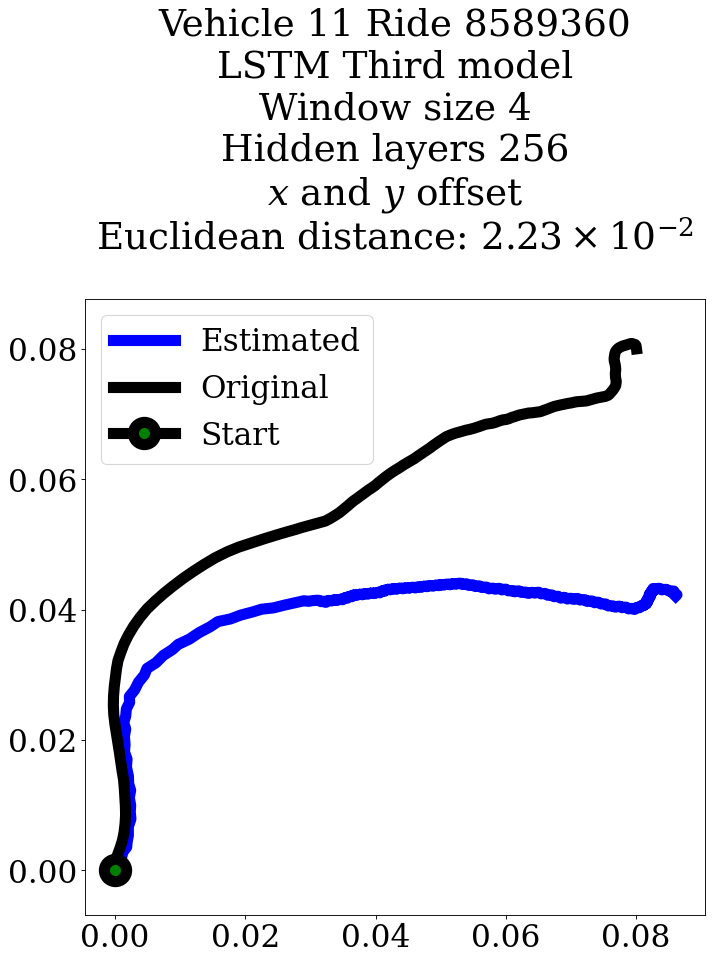 Vehicle 11 Ride 8589360
LSTM Third model
Window size 4
Hidden layers 256
x and y offset
Euclidean distance: 2.23 × 10⁻²
Estimated
Original
Start
0.08
0.06
0.04
0.02
0.00
0.00 0.02 0.04 0.06 0.08